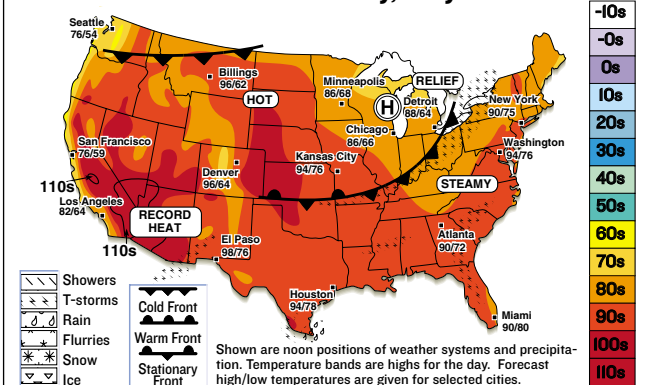 -10s
-0s
0s
10s
20s
30s
40s
50s
60s
70s
80s
90s
100s
110s
Seattle
76/54
Billings
96/62
Minneapolis
86/68
RELIEF
HOT
H
Detroit
88/64
New York
90/75
Chicago
86/66
Washington
94/76
San Francisco
76/59
Denver
96/64
Kansas City
94/76
110s
STEAMY
Los Angeles
82/64
RECORD
HEAT
110s
El Paso
98/76
Atlanta
90/72
Houston
94/78
Miami
90/80
Showers
T-storms
Rain
Flurries
Snow
Ice
Cold Front
Warm Front
Stationary
Front
Shown are noon positions of weather systems and precipita-
tion. Temperature bands are highs for the day. Forecast
high/low temperatures are given for selected cities.